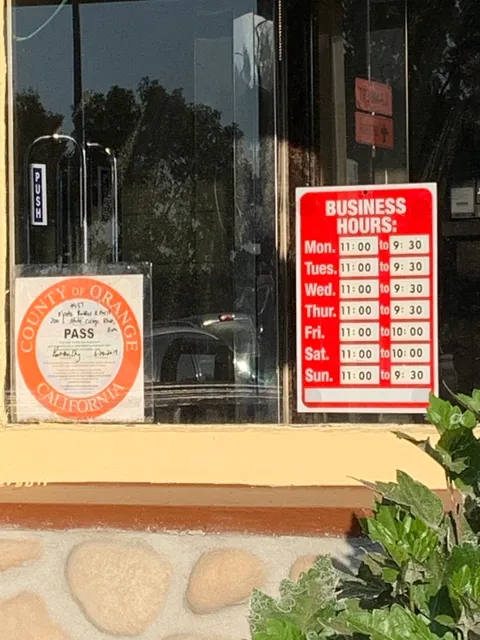 PUSH
COUNTY OF ORANGE
PASS
CALIFORNIA
BUSINESS
HOURS:
Mon. 11:00 to 9:30
Tues. 11:00 to 9:30
Wed. 11:00 to 9:30
Thur. 11:00 to 9:30
Fri. 11:00 to 10:00
Sat. 11:00 to 10:00
Sun. 11:00 to 9:30